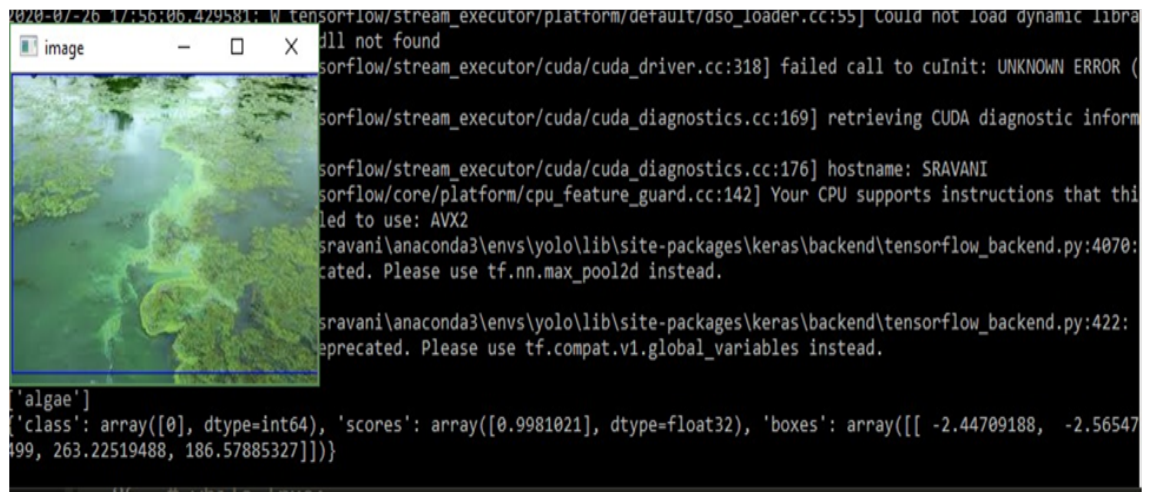 2020-07-26 17:56:06.429581: W tensorflow/stream_executor/platform/default/dso_loader.cc:55] Could not load dynamic libra
image
dll not found
sorflow/stream_executor/cuda/cuda_driver.cc:318] failed call to cuInit: UNKNOWN ERROR (
sorflow/stream_executor/cuda/cuda_diagnostics.cc:169] retrieving CUDA diagnostic inform
sorflow/stream_executor/cuda/cuda_diagnostics.cc:176] hostname: SRAVANI
sorflow/core/platform/cpu_feature_guard.cc:142] Your CPU supports instructions that thi
led to use: AVX2
sravani\anaconda3\envs\yolo\lib\site-packages\keras\backend\tensorflow_backend.py:4070:
cated. Please use tf.nn.max_pool2d instead.
sravani\anaconda3\envs\yolo\lib\site-packages\keras\backend\tensorflow_backend.py:422:
eprecated. Please use tf.compat.v1.global_variables instead.
['algae']
{'class': array([0], dtype=int64), 'scores': array([0.9981021], dtype=float32), 'boxes': array([[ -2.44709188, -2.56547
499, 263.22519488, 186.57885327]])}